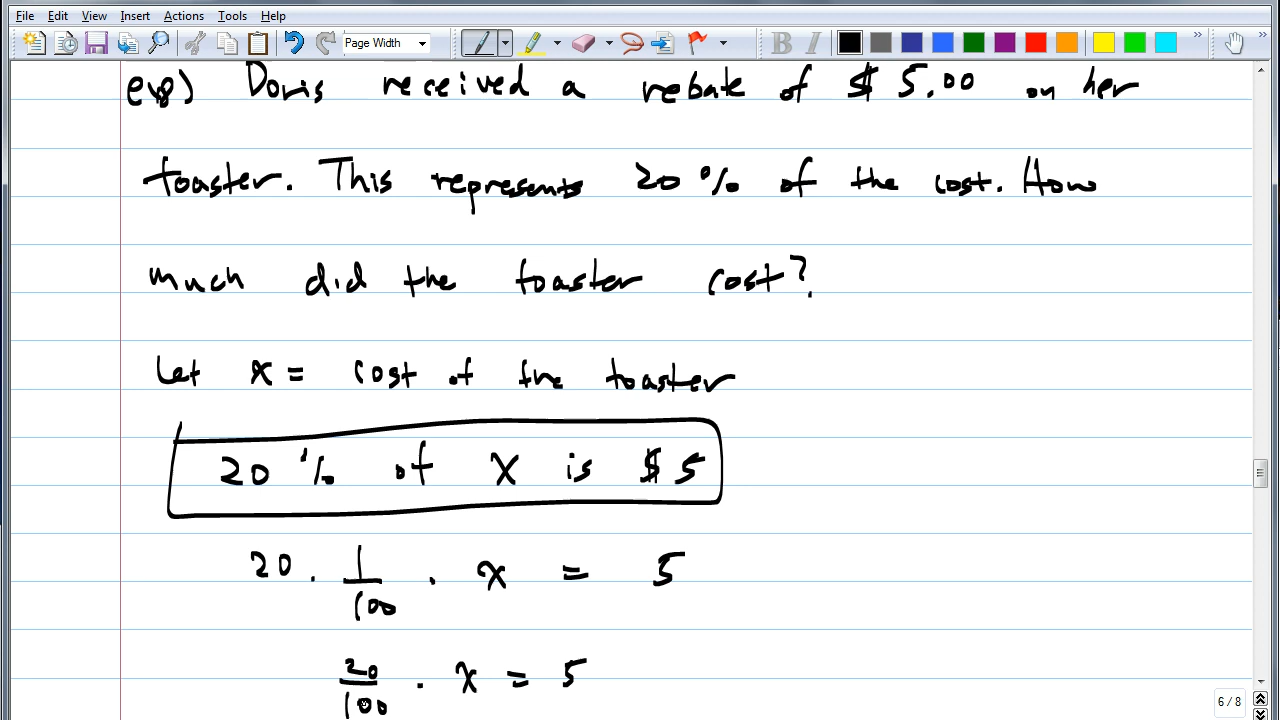 File Edit View Insert Actions Tools Help
Page Width B I
exp) Doris received a rebate of $ 5.00 on her
toaster. This represents 20 % of the cost. How
much did the toaster cost?
Let x = cost of the toaster
20 % of x is $ 5
20 . 1/100 . x = 5
20/100 . x = 5
6 / 8